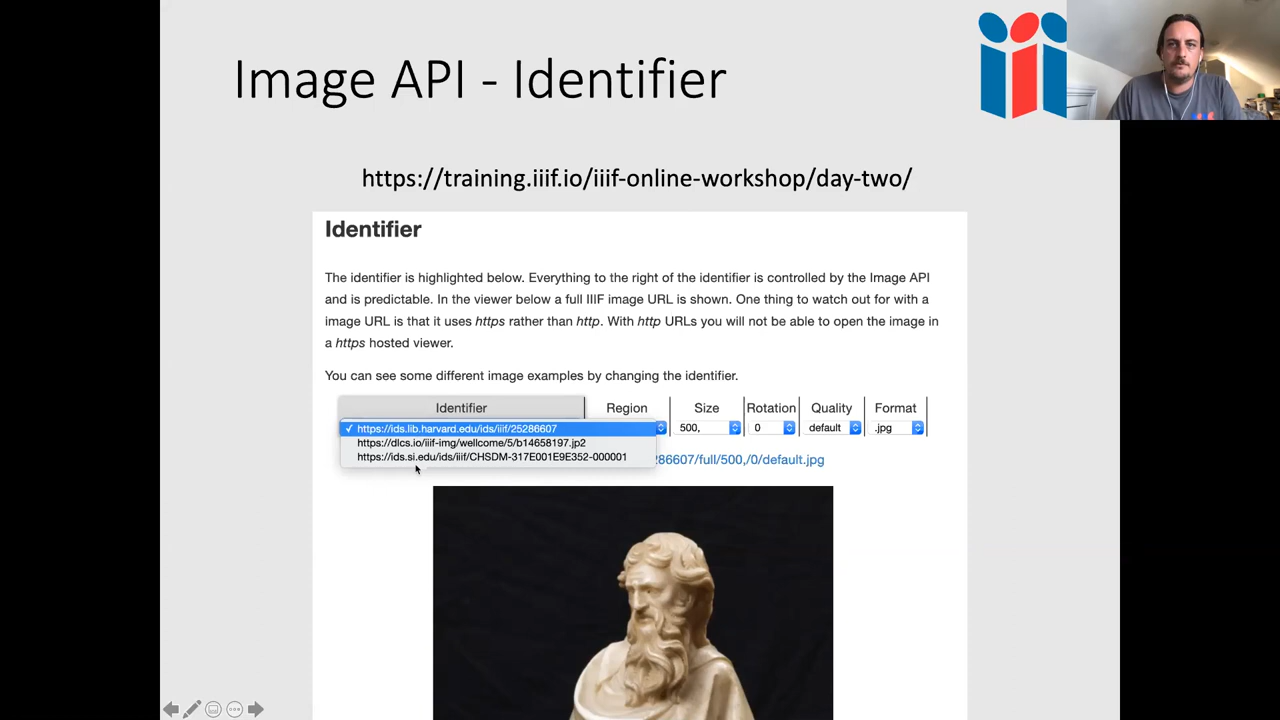 Image API - Identifier
https://training.iiif.io/iiif-online-workshop/day-two/
Identifier
The identifier is highlighted below. Everything to the right of the identifier is controlled by the Image API
and is predictable. In the viewer below a full IIIF image URL is shown. One thing to watch out for with a
image URL is that it uses https rather than http. With http URLs you will not be able to open the image in
a https hosted viewer.
You can see some different image examples by changing the identifier.
Identifier Region Size Rotation Quality Format
✓ https://ids.lib.harvard.edu/ids/iiif/25286607 500, 0 default .jpg
https://dlcs.io/iiif-img/wellcome/5/b14658197.jp2
https://ids.si.edu/ids/iiif/CHSDM-317E001E9E352-000001
86607/full/500,/0/default.jpg